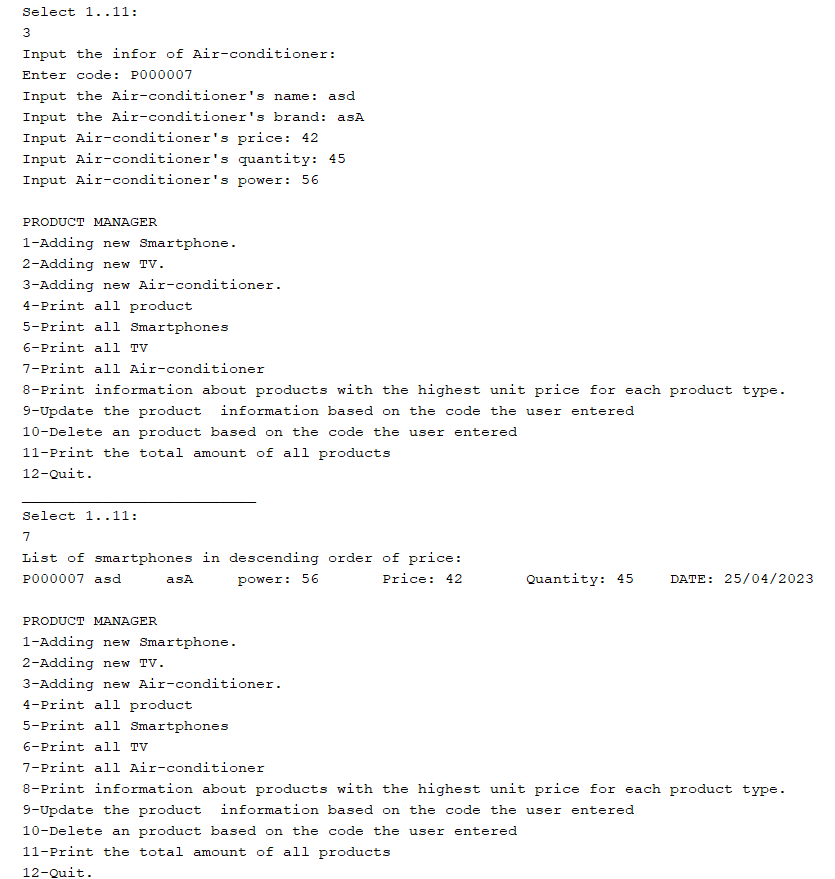 Select 1..11:
3
Input the infor of Air-conditioner:
Enter code: P000007
Input the Air-conditioner's name: asd
Input the Air-conditioner's brand: asA
Input Air-conditioner's price: 42
Input Air-conditioner's quantity: 45
Input Air-conditioner's power: 56
PRODUCT MANAGER
1-Adding new Smartphone.
2-Adding new TV.
3-Adding new Air-conditioner.
4-Print all product
5-Print all Smartphones
6-Print all TV
7-Print all Air-conditioner
8-Print information about products with the highest unit price for each product type.
9-Update the product  information based on the code the user entered
10-Delete an product based on the code the user entered
11-Print the total amount of all products
12-Quit.
__________________________
Select 1..11:
7
List of smartphones in descending order of price:
P000007 asd     asA     power: 56       Price: 42       Quantity: 45    DATE: 25/04/2023
PRODUCT MANAGER
1-Adding new Smartphone.
2-Adding new TV.
3-Adding new Air-conditioner.
4-Print all product
5-Print all Smartphones
6-Print all TV
7-Print all Air-conditioner
8-Print information about products with the highest unit price for each product type.
9-Update the product  information based on the code the user entered
10-Delete an product based on the code the user entered
11-Print the total amount of all products
12-Quit.